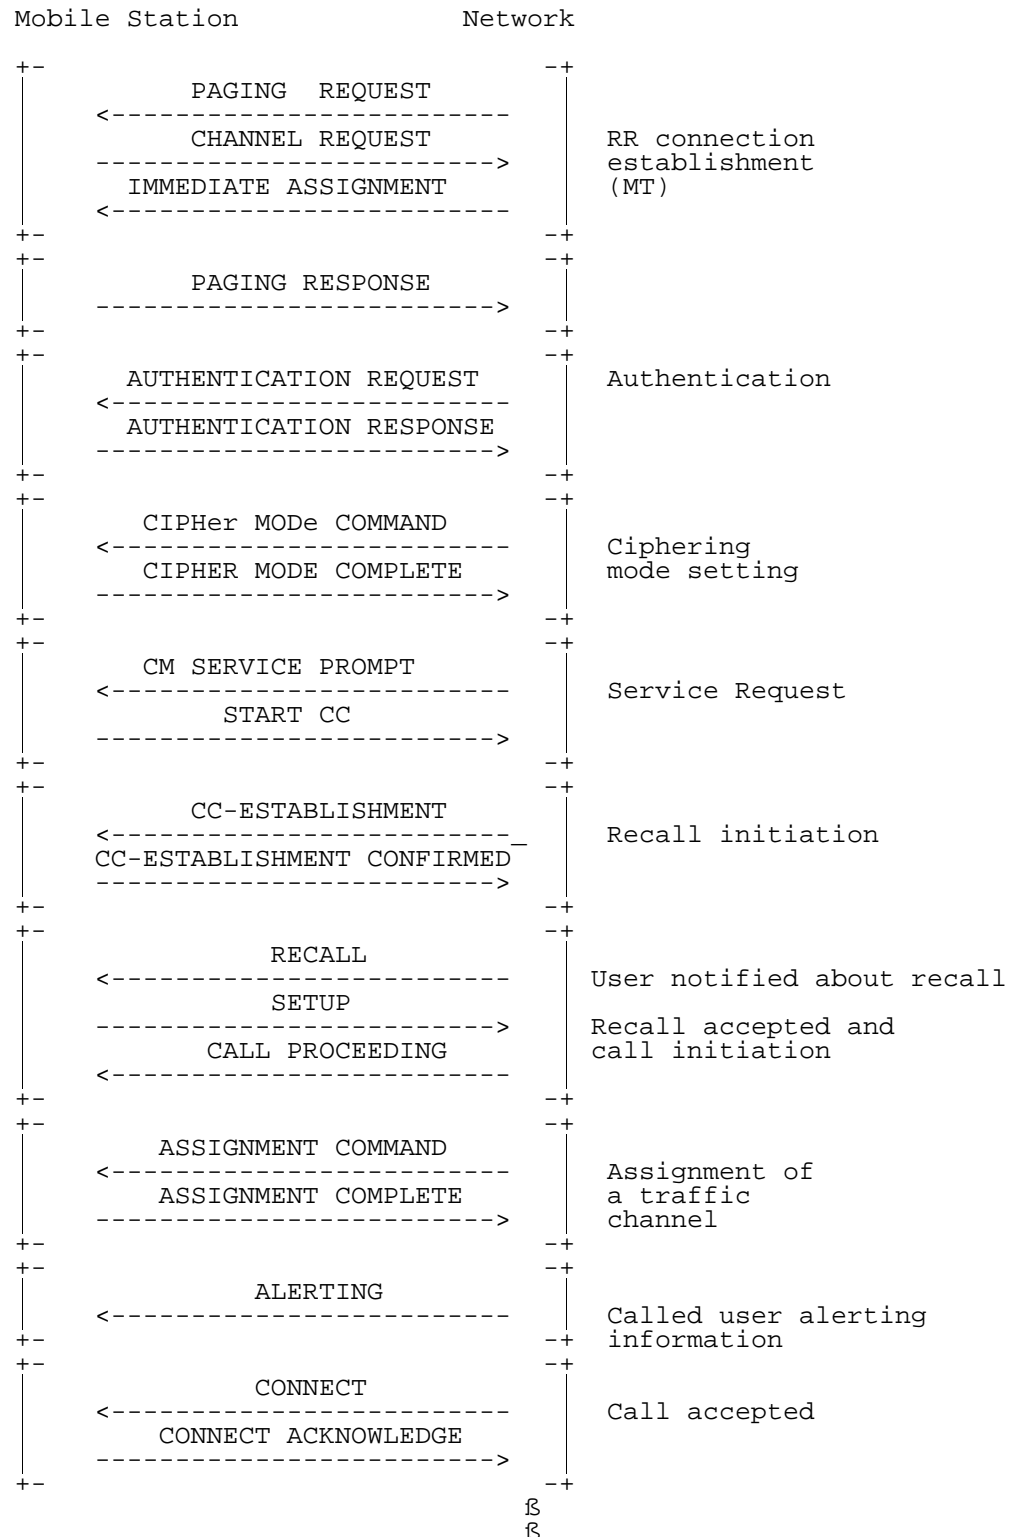 Mobile Station Network
+- -+
PAGING REQUEST
<-------------------------
CHANNEL REQUEST RR connection
-------------------------> establishment
IMMEDIATE ASSIGNMENT (MT)
<-------------------------
+- -+
+- -+
PAGING RESPONSE
------------------------->
+- -+
+- -+
AUTHENTICATION REQUEST Authentication
<-------------------------
AUTHENTICATION RESPONSE
------------------------->
+- -+
+- -+
CIPHer MODe COMMAND
<------------------------- Ciphering
CIPHER MODE COMPLETE mode setting
------------------------->
+- -+
+- -+
CM SERVICE PROMPT
<------------------------- Service Request
START CC
------------------------->
+- -+
+- -+
CC-ESTABLISHMENT
<-------------------------_ Recall initiation
CC-ESTABLISHMENT CONFIRMED
------------------------->
+- -+
+- -+
RECALL
<------------------------- User notified about recall
SETUP
-------------------------> Recall accepted and
CALL PROCEEDING call initiation
<-------------------------
+- -+
+- -+
ASSIGNMENT COMMAND
<------------------------- Assignment of
ASSIGNMENT COMPLETE a traffic
-------------------------> channel
+- -+
+- -+
ALERTING
<------------------------- Called user alerting
+- -+ information
+- -+
CONNECT
<------------------------- Call accepted
CONNECT ACKNOWLEDGE
------------------------->
+- -+
ß
ß